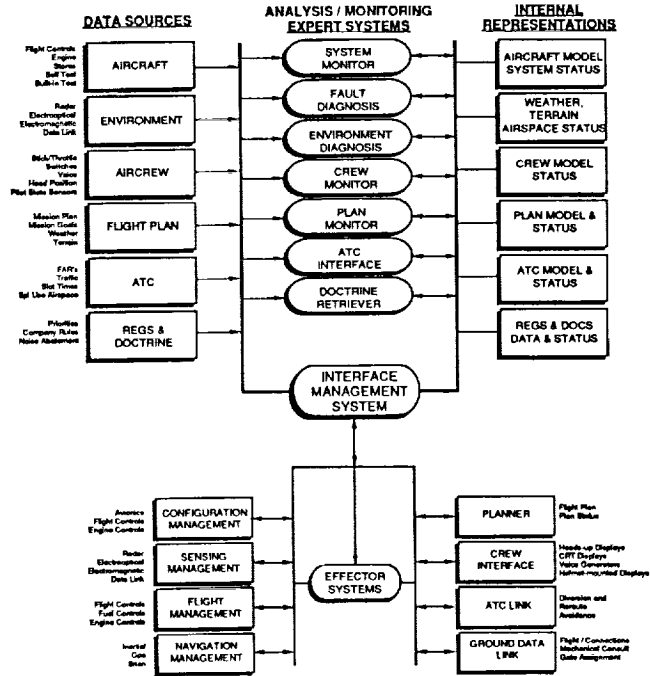 DATA SOURCES
ANALYSIS / MONITORING
EXPERT SYSTEMS
INTERNAL
REPRESENTATIONS
Flight Controls
Engine
Stores
Self Test
Built-in Test
AIRCRAFT
SYSTEM
MONITOR
AIRCRAFT MODEL
SYSTEM STATUS
Radar
Electrooptical
Electromagnetic
Data Link
ENVIRONMENT
FAULT
DIAGNOSIS
WEATHER,
TERRAIN
AIRSPACE STATUS
ENVIRONMENT
DIAGNOSIS
Stick/Throttle
Switches
Voice
Head Position
Pilot State Sensors
AIRCREW
CREW
MONITOR
CREW MODEL
STATUS
Mission Plan
Mission Goals
Weather
Terrain
FLIGHT PLAN
PLAN
MONITOR
PLAN MODEL &
STATUS
FAR's
Traffic
Slot Times
Spl Use Airspace
ATC
ATC
INTERFACE
ATC MODEL &
STATUS
DOCTRINE
RETRIEVER
Priorities
Company Rules
Noise Abatement
REGS &
DOCTRINE
REGS & DOCS
DATA & STATUS
INTERFACE
MANAGEMENT
SYSTEM
Avionics
Flight Controls
Engine Controls
CONFIGURATION
MANAGEMENT
PLANNER
Flight Plan
Plan Status
Radar
Electrooptical
Electromagnetic
Data Link
SENSING
MANAGEMENT
EFFECTOR
SYSTEMS
CREW
INTERFACE
Heads-up Displays
CRT Displays
Voice Generators
Helmet-mounted Displays
Flight Controls
Fuel Controls
Engine Controls
FLIGHT
MANAGEMENT
ATC LINK
Diversion and
Reroute
Avoidance
Inertial
Gps
NAVIGATION
MANAGEMENT
GROUND DATA
LINK
Flight / Connections
Mechanical Consult
Gate Assignment